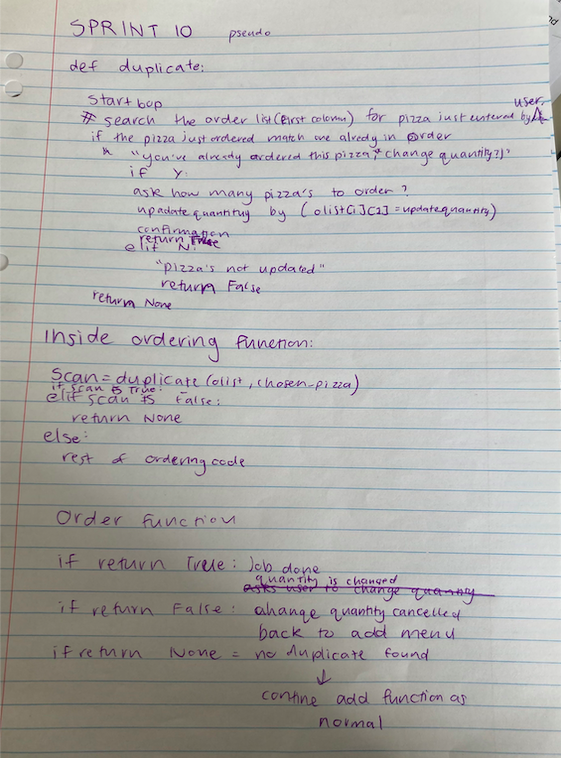 SPRINT 10 pseudo
def duplicate:
Start loop
# search the order list (first colomn) for pizza just entered by user.
if the pizza just ordered match one alredy in order
"you've already ordered this pizza, change quantity?"
if Y:
ask how many pizza's to order?
upadate quantituy by (olist[i][2] = updatequantity)
confirmation
return True
elif N:
"pizza's not updated"
return False
return None
Inside ordering function:
Scan = duplicate (olist, chosen_pizza)
if scan is True:
elif scan is False:
return None
else:
rest of ordering code
Order function
if return True: Job done
quantity is changed
asks user to change quantity
if return False: change quantity cancelled
back to add menu
if return None = no duplicate found
↓
contine add function as
normal